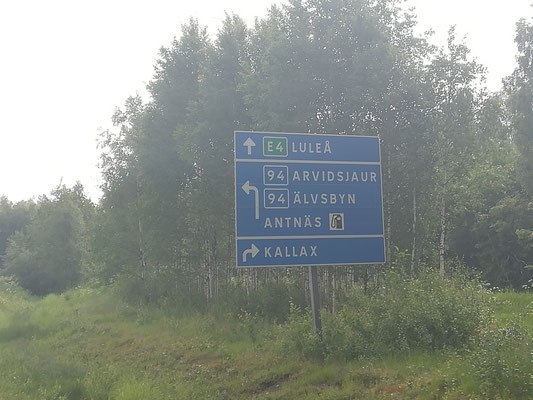 E4 LULEÅ
94 ARVIDSJAUR
94 ÄLVSBYN
ANTNÄS
KALLAX